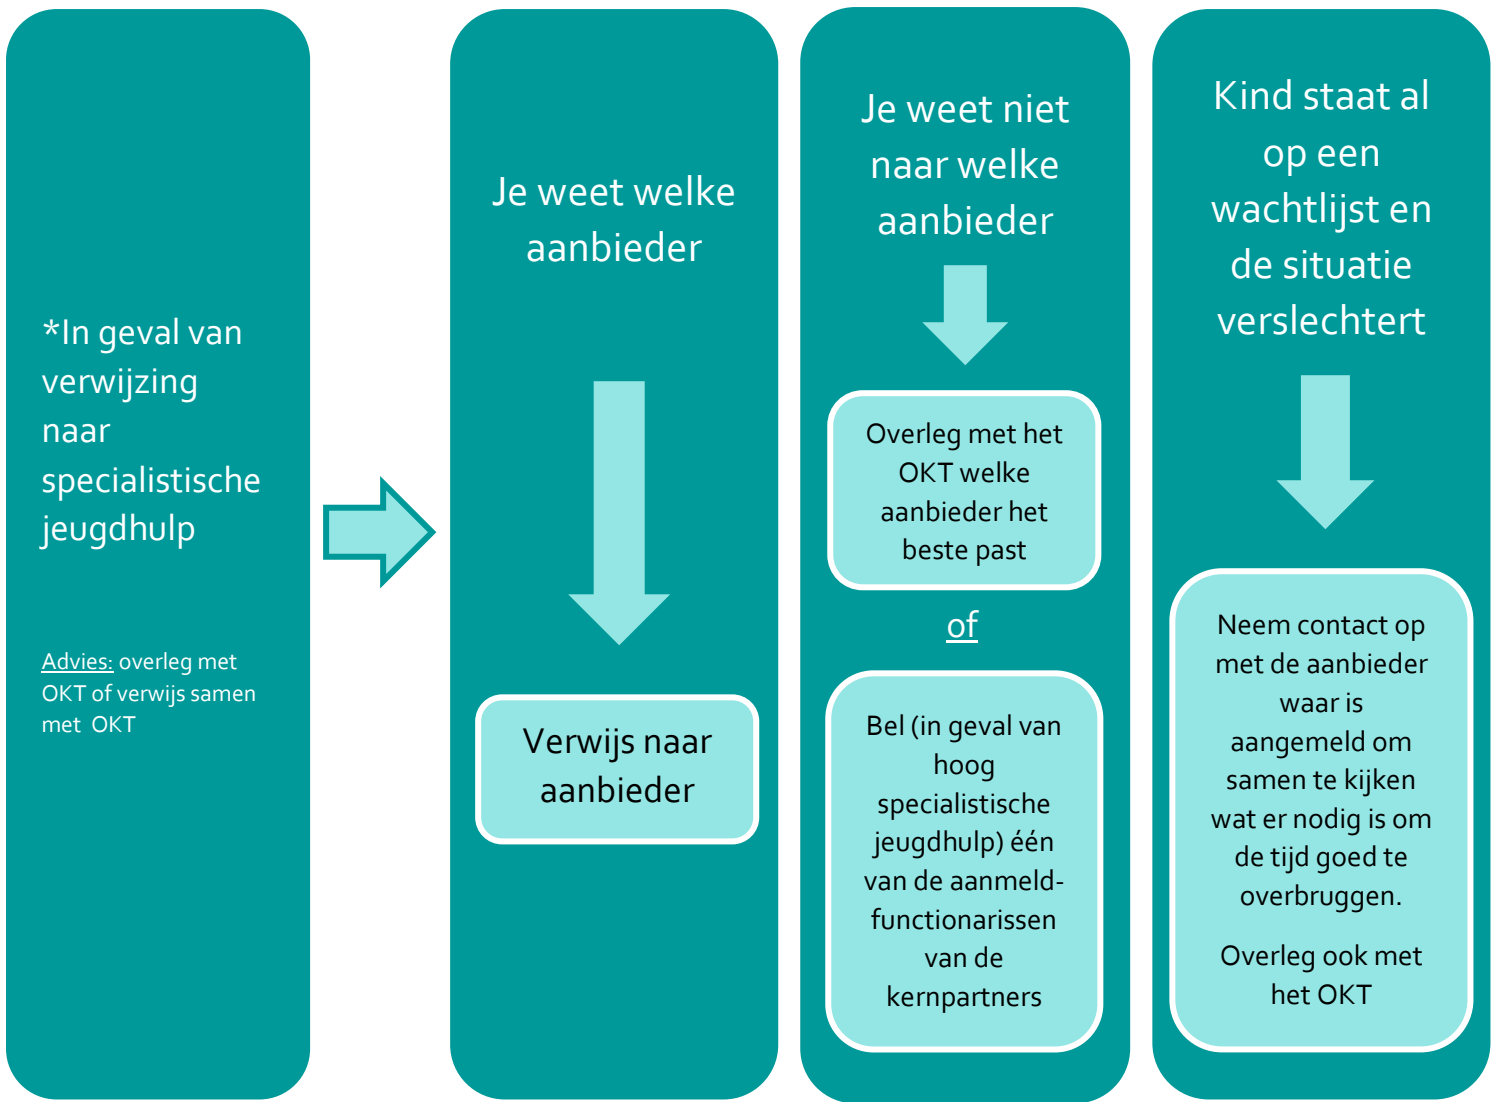 *In geval van
verwijzing
naar
specialistische
jeugdhulp
Advies: overleg met
OKT of verwijs samen
met OKT
Je weet welke
aanbieder
Verwijs naar
aanbieder
Je weet niet
naar welke
aanbieder
Overleg met het
OKT welke
aanbieder het
beste past
of
Bel (in geval van
hoog
specialistische
jeugdhulp) één
van de aanmeld-
functionarissen
van de
kernpartners
Kind staat al
op een
wachtlijst en
de situatie
verslechtert
Neem contact op
met de aanbieder
waar is
aangemeld om
samen te kijken
wat er nodig is om
de tijd goed te
overbruggen.
Overleg ook met
het OKT